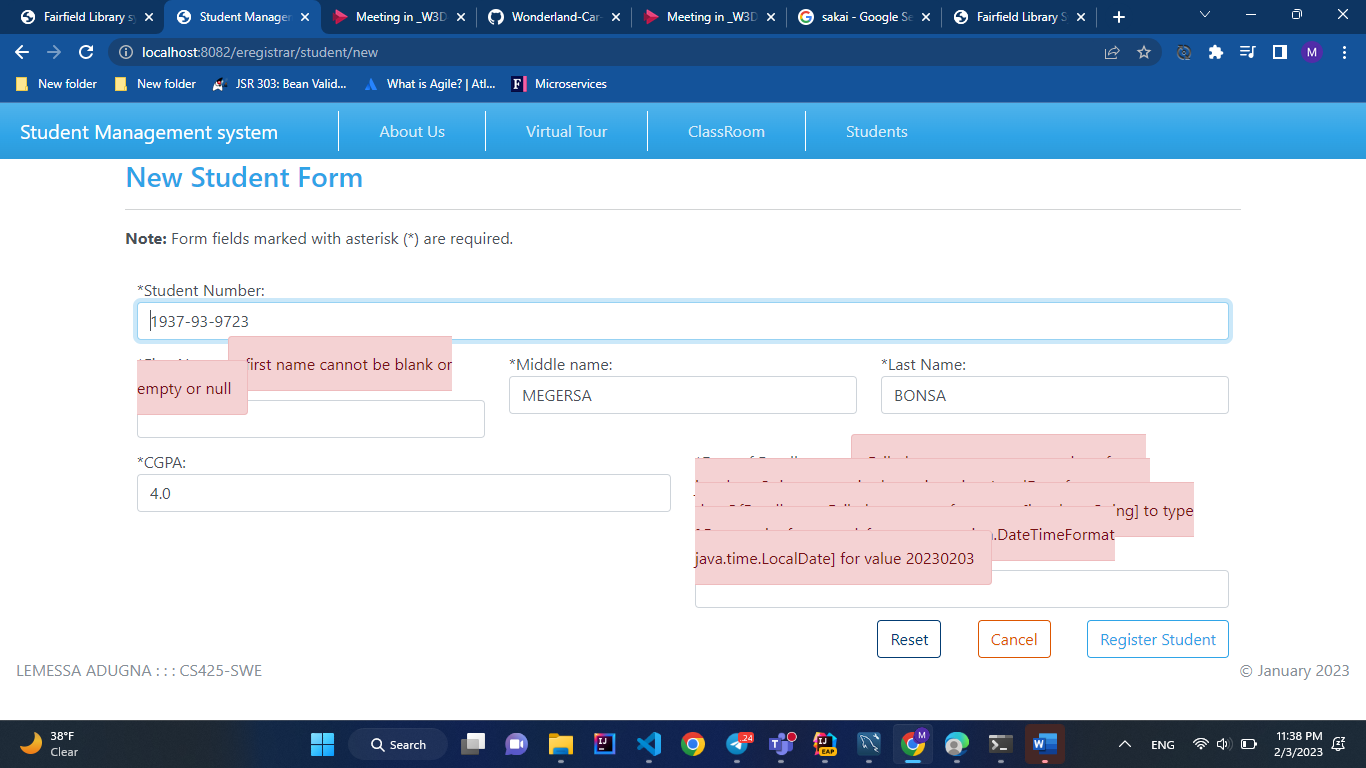 Fairfield Library sy
Student Manager
Meeting in _W3D
Wonderland-Car
Meeting in _W3D
sakai - Google Se
Fairfield Library S
localhost:8082/eregistrar/student/new
M
New folder
New folder
JSR 303: Bean Valid...
What is Agile? | Atl...
F
Microservices
Student Management system
About Us
Virtual Tour
ClassRoom
Students
New Student Form
Note: Form fields marked with asterisk (*) are required.
*Student Number:
1937-93-9723
first name cannot be blank or
empty or null
*Middle name:
MEGERSA
*Last Name:
BONSA
*CGPA:
4.0
to type
DateTimeFormat
java.time.LocalDate] for value 20230203
Reset
Cancel
Register Student
LEMESSA ADUGNA : : : CS425-SWE
© January 2023
38°F
Clear
Search
24
EAP
M
ENG
11:38 PM
2/3/2023